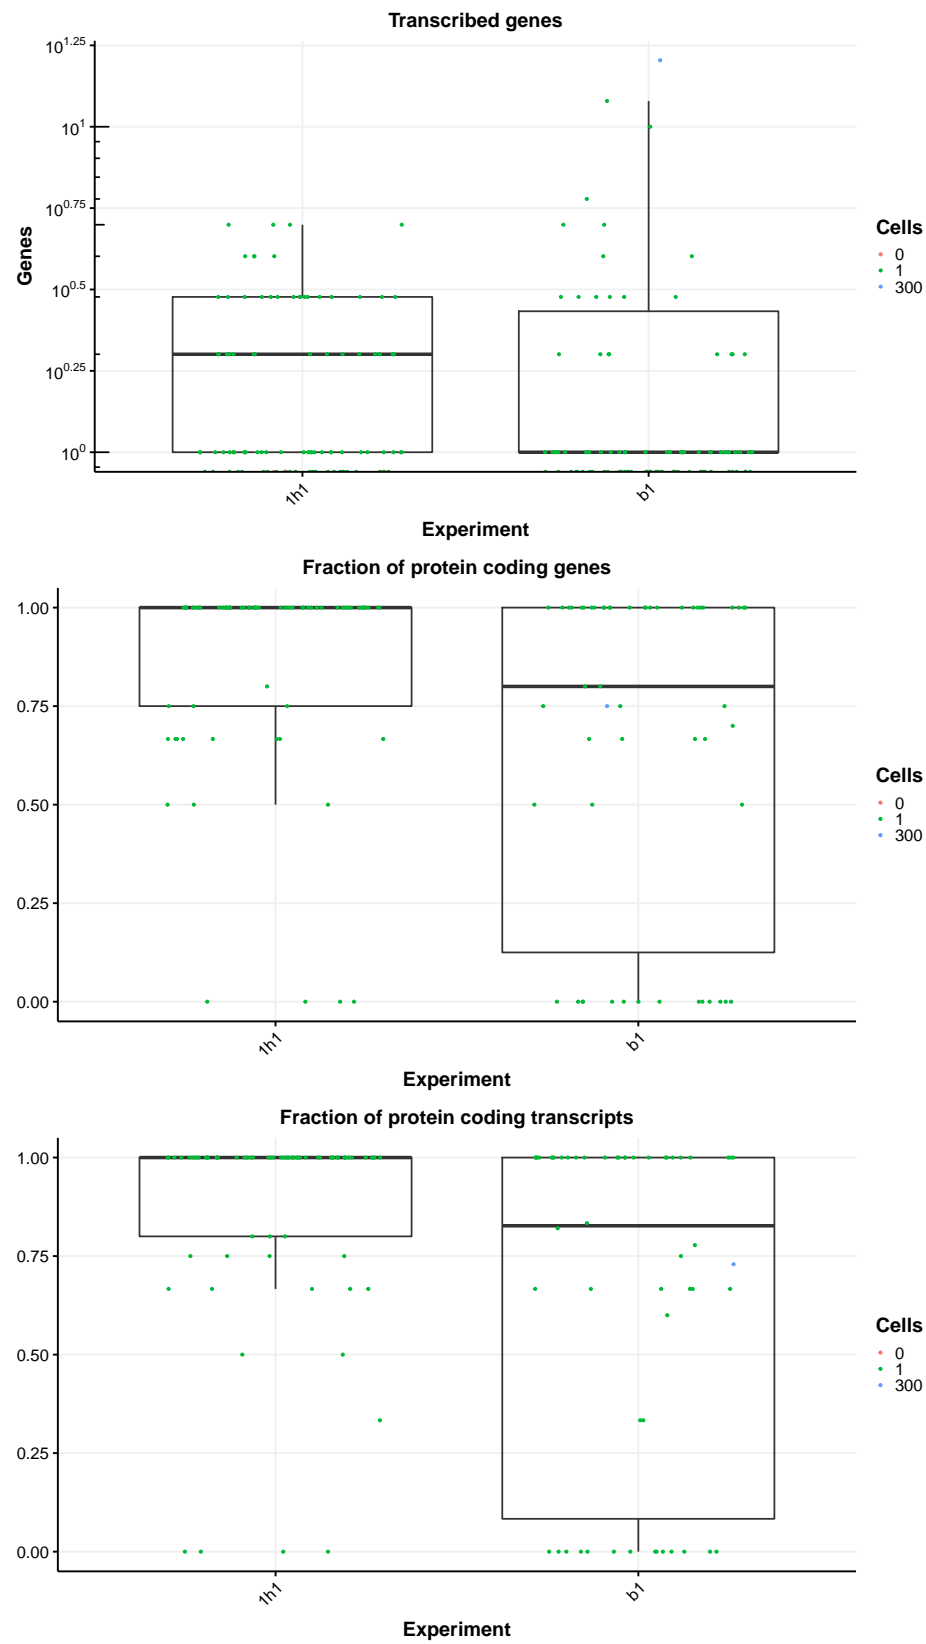 Transcribed genes
10^1.25
10^1
10^0.75
10^0.5
10^0.25
10^0
Genes
1h1
b1
Experiment
Cells
0
1
300
Fraction of protein coding genes
1.00
0.75
0.50
0.25
0.00
1h1
b1
Experiment
Cells
0
1
300
Fraction of protein coding transcripts
1.00
0.75
0.50
0.25
0.00
1h1
b1
Experiment
Cells
0
1
300